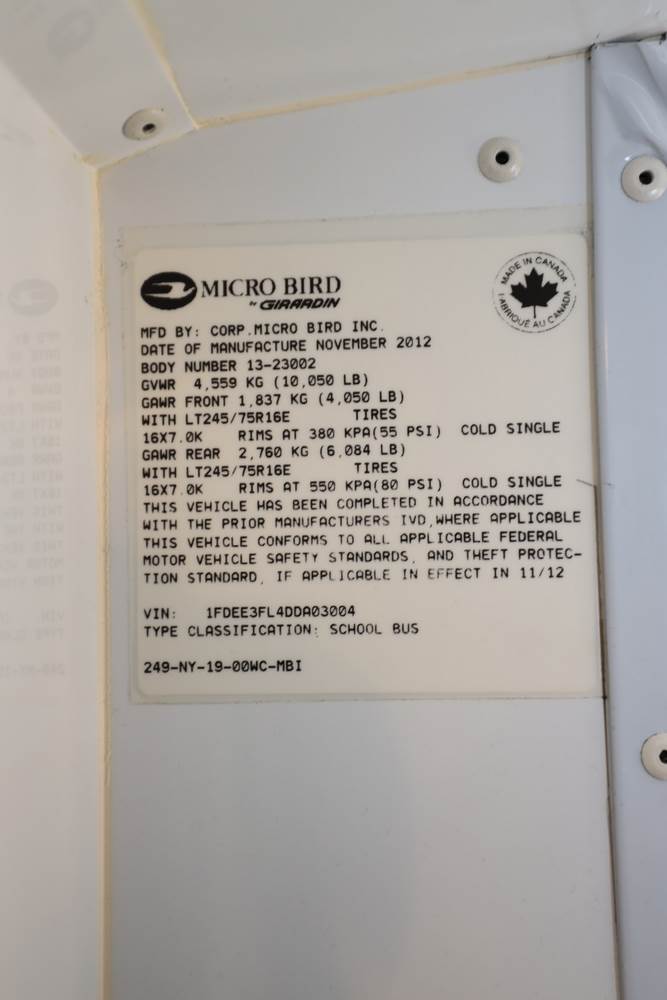 MICRO BIRD
by GIRARDIN
MADE IN CANADA
FABRIQUÉ AU CANADA
MFD BY: CORP.MICRO BIRD INC.
DATE OF MANUFACTURE NOVEMBER 2012
BODY NUMBER 13-23002
GVWR 4,559 KG (10,050 LB)
GAWR FRONT 1,837 KG (4,050 LB)
WITH LT245/75R16E TIRES
16X7.0K RIMS AT 380 KPA(55 PSI) COLD SINGLE
GAWR REAR 2,760 KG (6,084 LB)
WITH LT245/75R16E TIRES
16X7.0K RIMS AT 550 KPA(80 PSI) COLD SINGLE
THIS VEHICLE HAS BEEN COMPLETED IN ACCORDANCE
WITH THE PRIOR MANUFACTURERS IVD,WHERE APPLICABLE
THIS VEHICLE CONFORMS TO ALL APPLICABLE FEDERAL
MOTOR VEHICLE SAFETY STANDARDS, AND THEFT PROTEC-
TION STANDARD, IF APPLICABLE IN EFFECT IN 11/12
VIN: 1FDEE3FL4DDA03004
TYPE CLASSIFICATION: SCHOOL BUS
249-NY-19-00WC-MBI